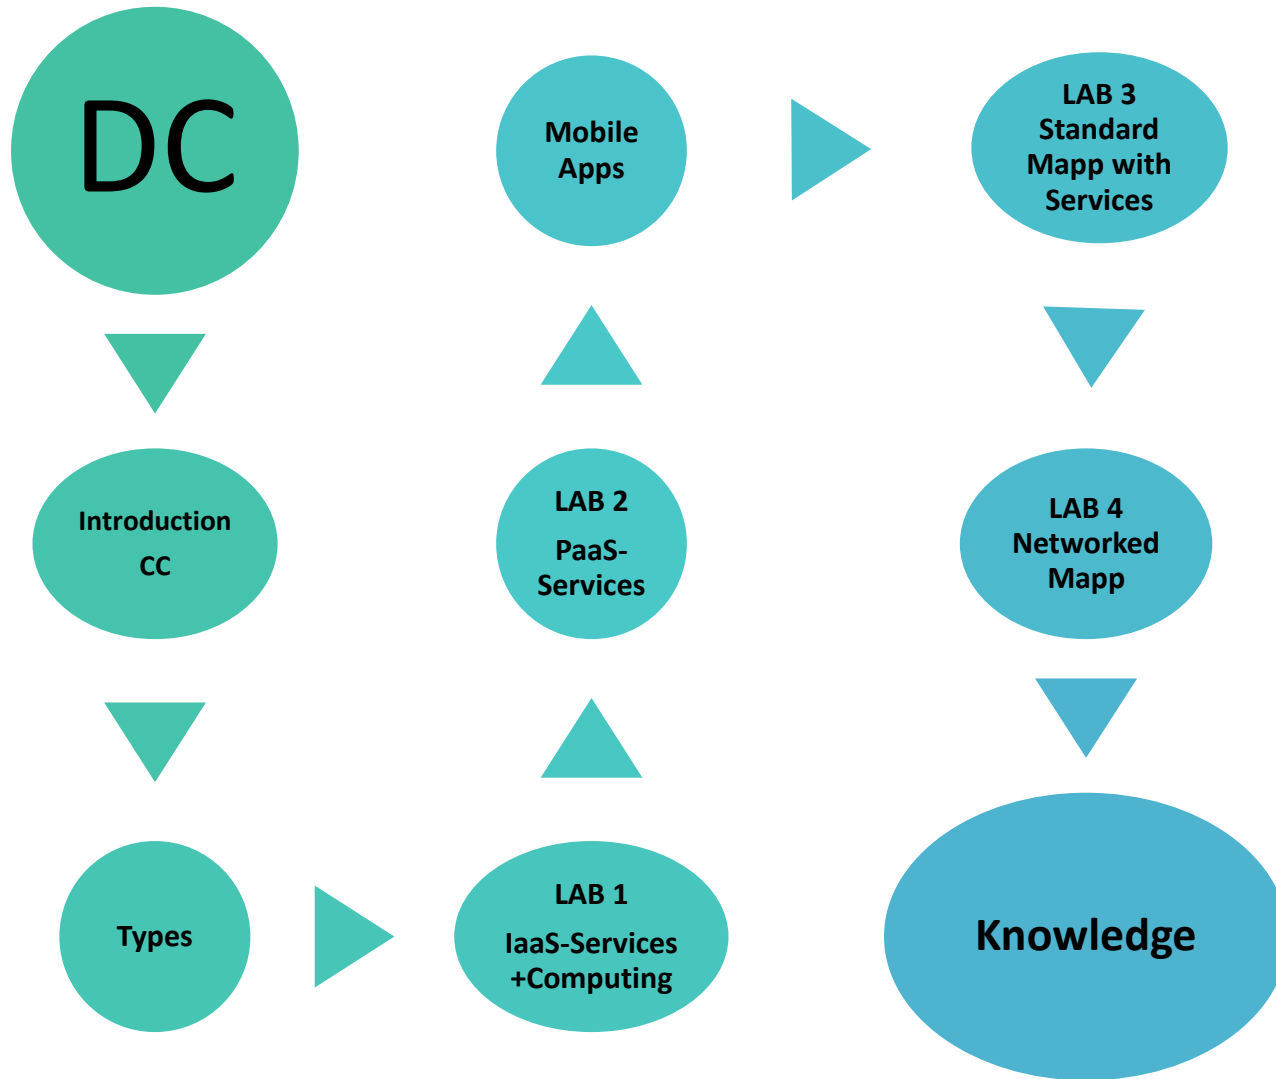 DC
Introduction
CC
Types
LAB 1
IaaS-Services
+Computing
LAB 2
PaaS-
Services
Mobile
Apps
LAB 3
Standard
Mapp with
Services
LAB 4
Networked
Mapp
Knowledge